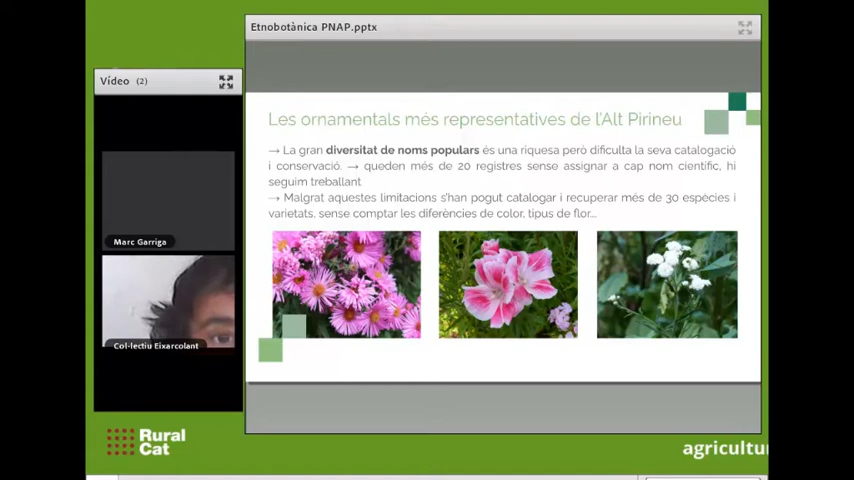 Etnobotànica PNAP.pptx
Vídeo (2)
Les ornamentals més representatives de l'Alt Pirineu
→ La gran diversitat de noms populars és una riquesa però dificulta la seva catalogació
i conservació. → queden més de 20 registres sense assignar a cap nom científic, hi
seguim treballant
→ Malgrat aquestes limitacions s'han pogut catalogar i recuperar més de 30 espècies i
varietats, sense comptar les diferències de color, tipus de flor...
Marc Garriga
Col·lectiu Eixarcolant
Rural
Cat
agricultur